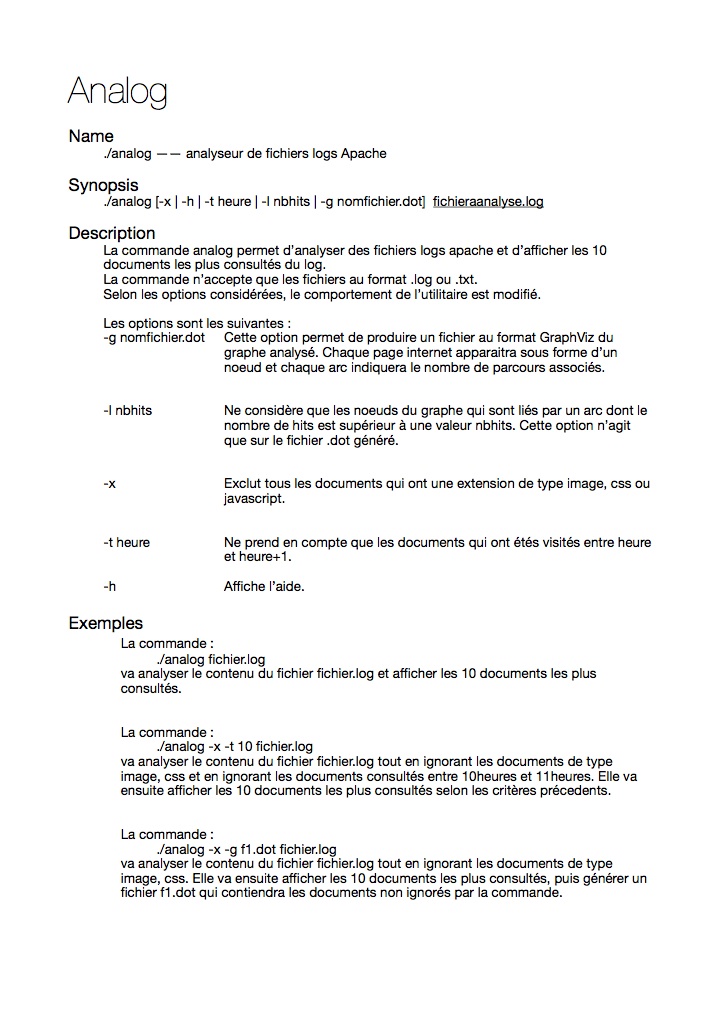 Analog
Name
./analog —— analyseur de fichiers logs Apache
Synopsis
./analog [-x | -h | -t heure | -l nbhits | -g nomfichier.dot] fichieraanalyse.log
Description
La commande analog permet d'analyser des fichiers logs apache et d'afficher les 10
documents les plus consultés du log.
La commande n'accepte que les fichiers au format .log ou .txt.
Selon les options considérées, le comportement de l'utilitaire est modifié.
Les options sont les suivantes :
-g nomfichier.dot Cette option permet de produire un fichier au format GraphViz du
graphe analysé. Chaque page internet apparaitra sous forme d'un
noeud et chaque arc indiquera le nombre de parcours associés.
-l nbhits Ne considère que les noeuds du graphe qui sont liés par un arc dont le
nombre de hits est supérieur à une valeur nbhits. Cette option n'agit
que sur le fichier .dot généré.
-x Exclut tous les documents qui ont une extension de type image, css ou
javascript.
-t heure Ne prend en compte que les documents qui ont étés visités entre heure
et heure+1.
-h Affiche l'aide.
Exemples
La commande :
./analog fichier.log
va analyser le contenu du fichier fichier.log et afficher les 10 documents les plus
consultés.
La commande :
./analog -x -t 10 fichier.log
va analyser le contenu du fichier fichier.log tout en ignorant les documents de type
image, css et en ignorant les documents consultés entre 10heures et 11heures. Elle va
ensuite afficher les 10 documents les plus consultés selon les critères précedents.
La commande :
./analog -x -g f1.dot fichier.log
va analyser le contenu du fichier fichier.log tout en ignorant les documents de type
image, css. Elle va ensuite afficher les 10 documents les plus consultés, puis générer un
fichier f1.dot qui contiendra les documents non ignorés par la commande.